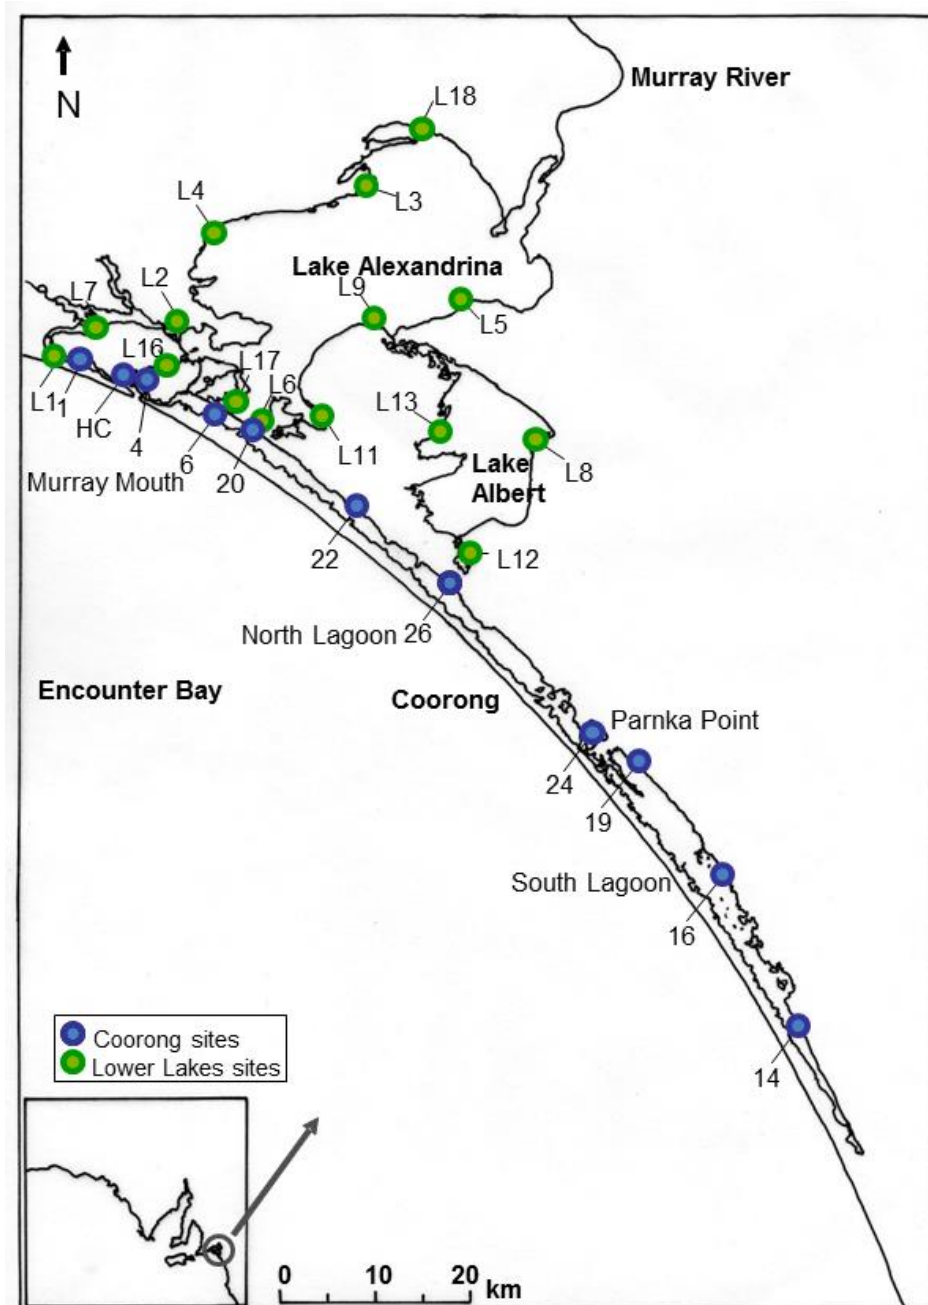 N
Murray River
L18
L3
L4
Lake Alexandrina
L9
L5
L2
L7
L16
L17
L6
L1
1
HC
4
6
20
L11
L13
L8
Lake
Albert
Murray Mouth
22
L12
North Lagoon
26
Encounter Bay
Coorong
Parnka Point
24
19
South Lagoon
16
14
Coorong sites
Lower Lakes sites
0 10 20
km